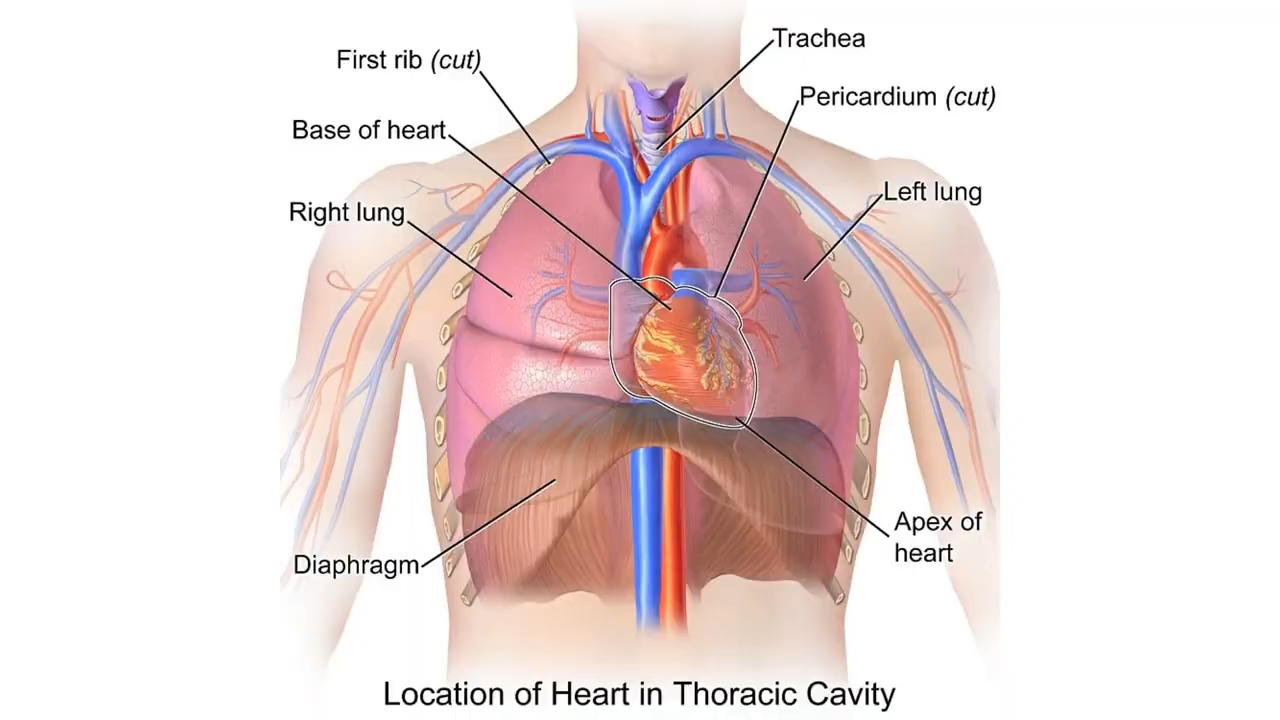 Trachea
First rib (cut)
Pericardium (cut)
Base of heart
Left lung
Right lung
Apex of
heart
Diaphragm
Location of Heart in Thoracic Cavity